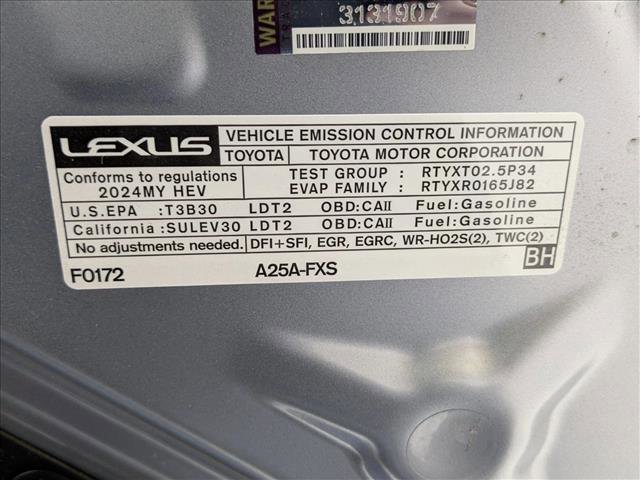 WAR
3131907
LEXUS VEHICLE EMISSION CONTROL INFORMATION
TOYOTA TOYOTA MOTOR CORPORATION
Conforms to regulations TEST GROUP : RTYXT02.5P34
2024MY HEV EVAP FAMILY : RTYXR0165J82
U.S.EPA :T3B30 LDT2 OBD:CAII Fuel:Gasoline
California :SULEV30 LDT2 OBD:CAII Fuel:Gasoline
No adjustments needed. DFI+SFI, EGR, EGRC, WR-HO2S(2), TWC(2)
F0172 A25A-FXS BH